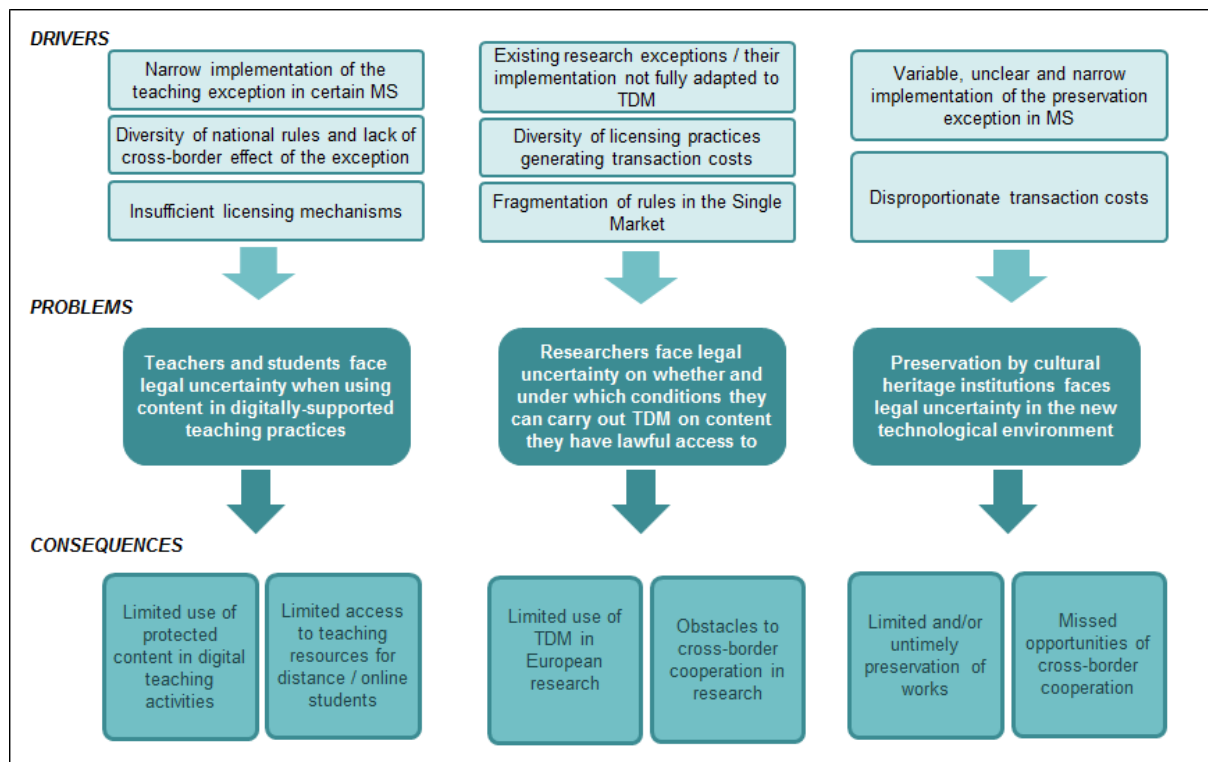 DRIVERS
Narrow implementation of the
teaching exception in certain MS
Diversity of national rules and lack of
cross-border effect of the exception
Insufficient licensing mechanisms
Existing research exceptions / their
implementation not fully adapted to
TDM
Diversity of licensing practices
generating transaction costs
Fragmentation of rules in the Single
Market
Variable, unclear and narrow
implementation of the preservation
exception in MS
Disproportionate transaction costs
PROBLEMS
Teachers and students face
legal uncertainty when using
content in digitally-supported
teaching practices
Researchers face legal
uncertainty on whether and
under which conditions they
can carry out TDM on content
they have lawful access to
Preservation by cultural
heritage institutions faces
legal uncertainty in the new
technological environment
CONSEQUENCES
Limited use of
protected
content in digital
teaching
activities
Limited access
to teaching
resources for
distance / online
students
Limited use of
TDM in
European
research
Obstacles to
cross-border
cooperation in
research
Limited and/or
untimely
preservation of
works
Missed
opportunities of
cross-border
cooperation